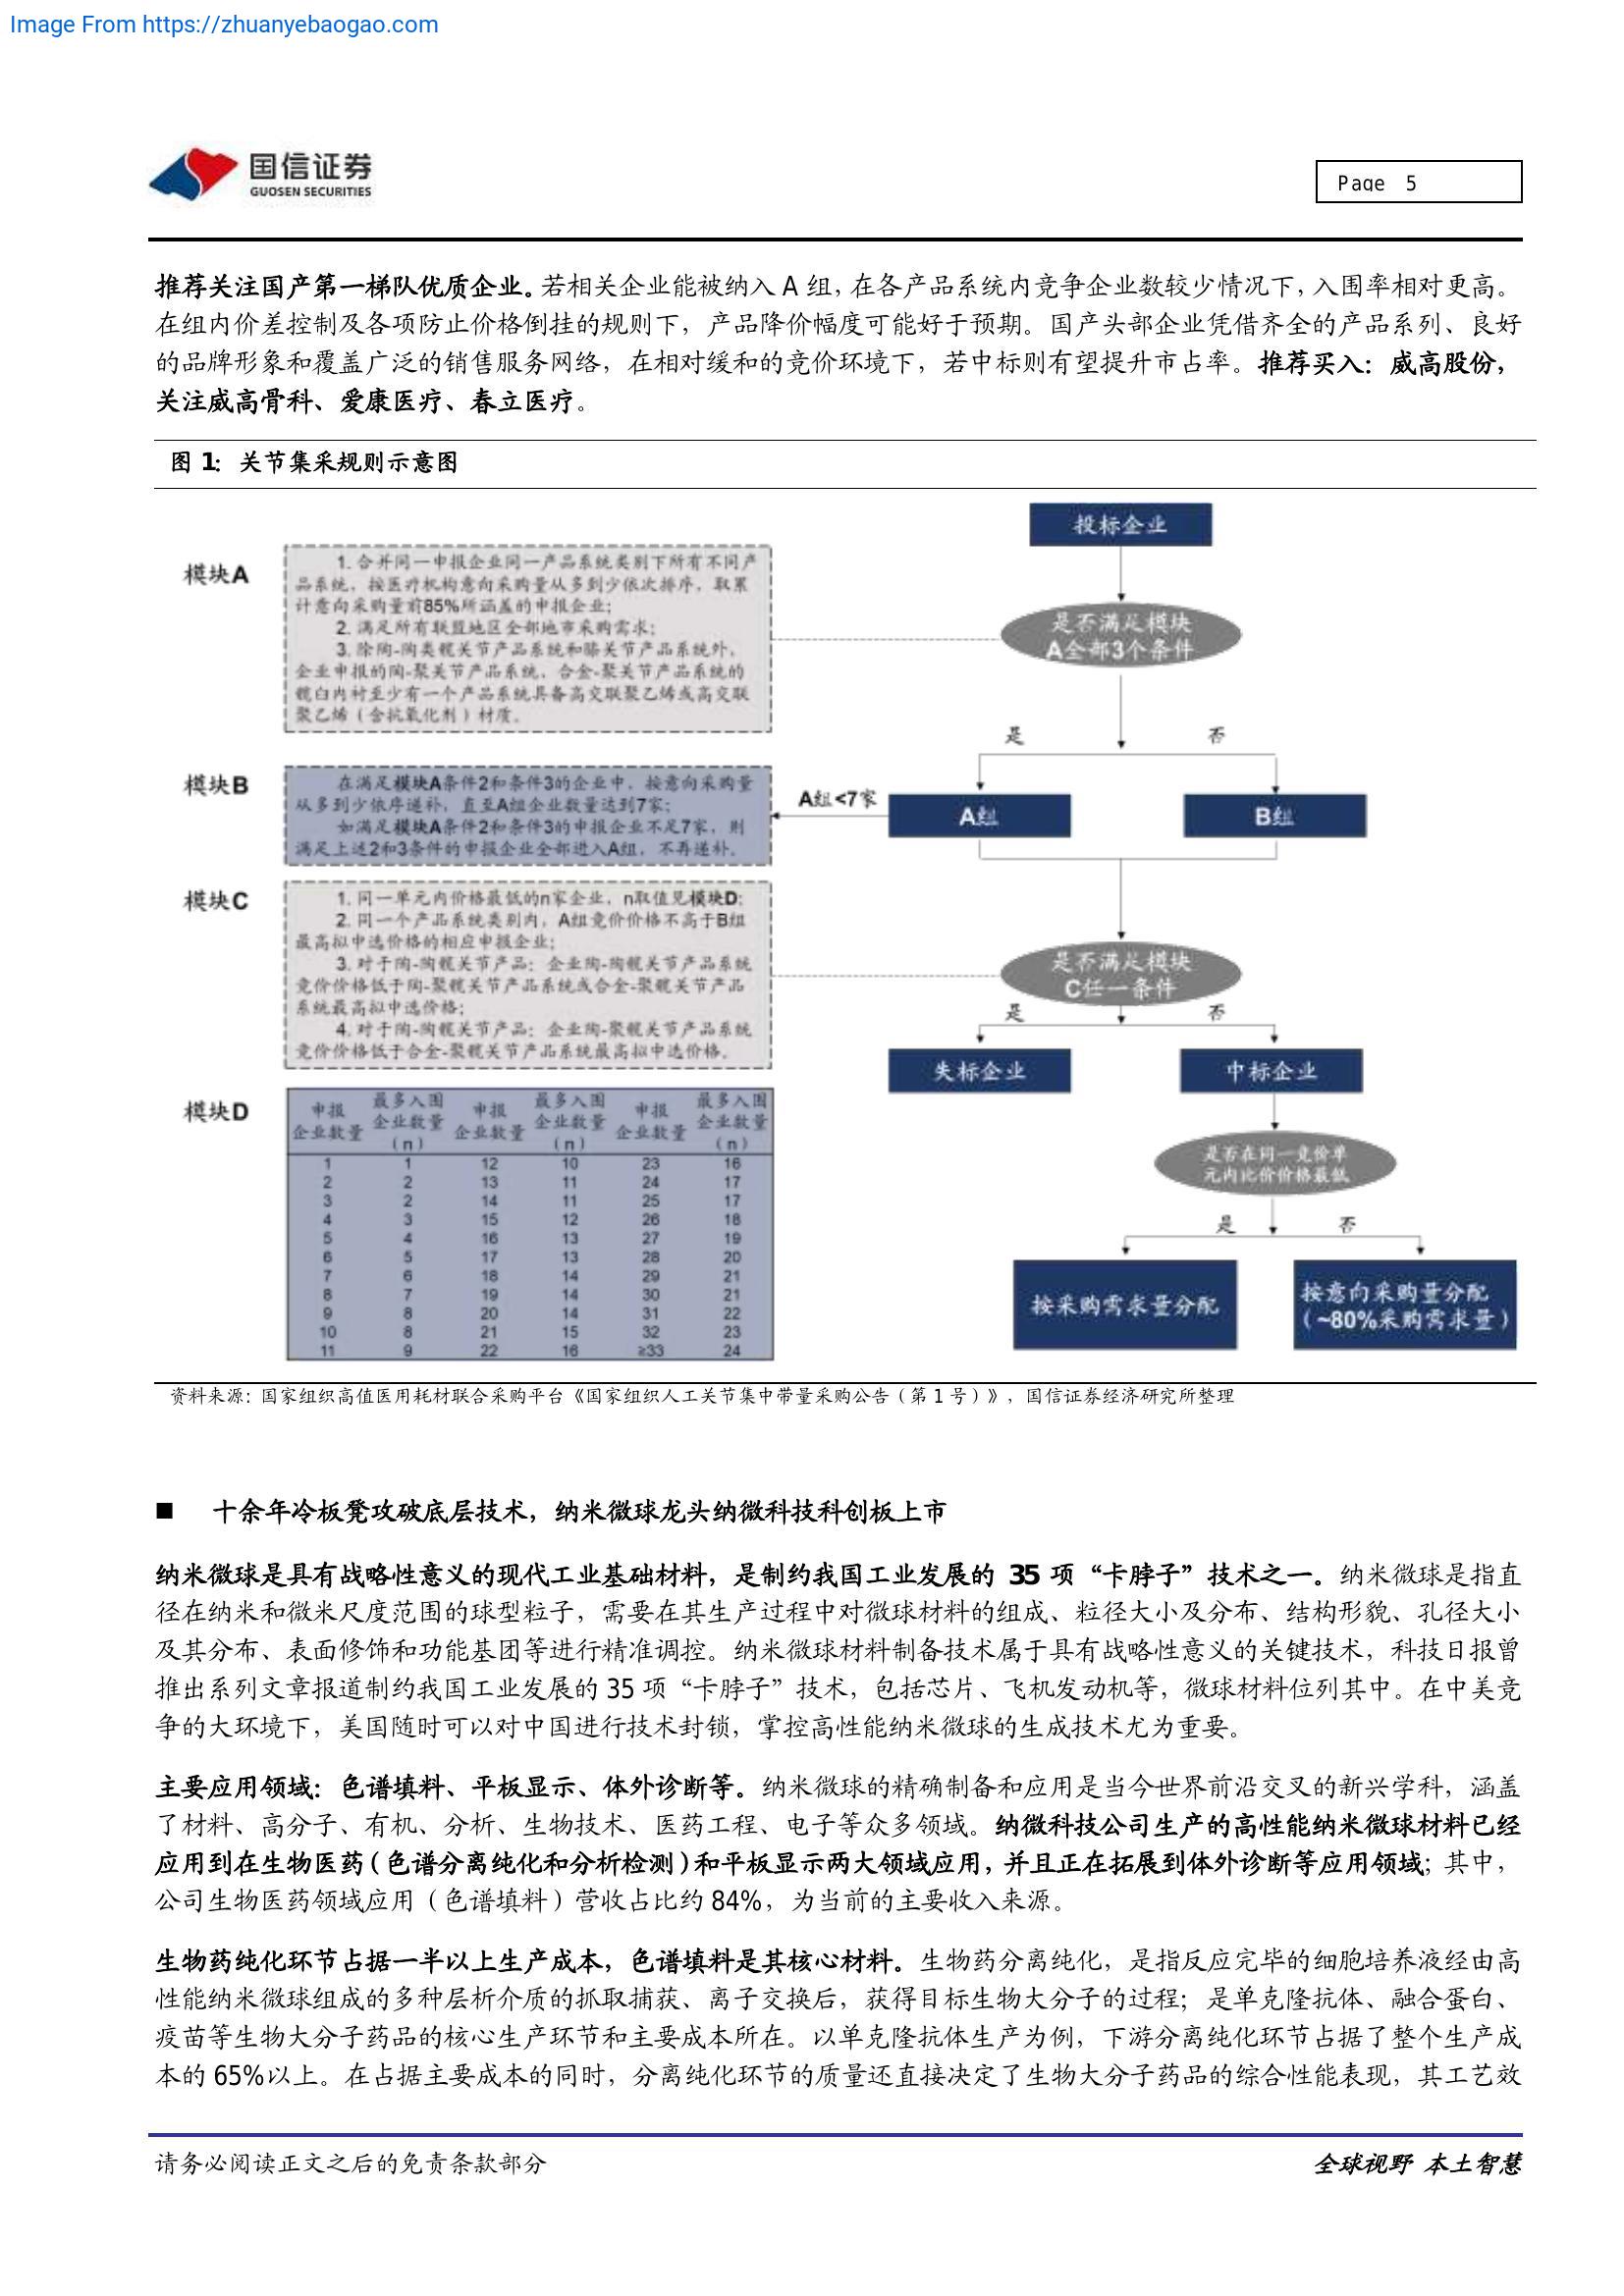 Image From https://zhuanyebaogao.com
国信证券
GUOSEN SECURITIES
Page 5
推荐关注国产第一梯队优质企业。若相关企业能被纳入 A 组，在各产品系统内竞争企业数较少情况下，入围率相对更高。
在组内价差控制及各项防止价格倒挂的规则下，产品降价幅度可能好于预期。国产头部企业凭借齐全的产品系列、良好
的品牌形象和覆盖广泛的销售服务网络，在相对缓和的竞价环境下，若中标则有望提升市占率。推荐买入：威高股份，
关注威高骨科、爱康医疗、春立医疗。
图 1：关节集采规则示意图
模块A
1. 合并同一申报企业同一产品系统类别下所有不同产
品系统，按医疗机构意向采购量从多到少依次排序，取累
计意向采购量前85%所涵盖的申报企业；
2. 满足所有联盟地区全部地市采购需求；
3. 除陶-陶类髋关节产品系统和膝关节产品系统外，
企业申报的陶-聚关节产品系统、合金-聚关节产品系统的
髋臼内衬至少有一个产品系统具备高交联聚乙烯或高交联
聚乙烯（含抗氧化剂）材质。
模块B
在满足模块A条件2和条件3的企业中，按意向采购量
从多到少依序递补，直至A组企业数量达到7家；
如满足模块A条件2和条件3的申报企业不足7家，则
满足上述2和3条件的申报企业全部进入A组，不再递补。
模块C
1. 同一单元内价格最低的n家企业，n取值见模块D；
2. 同一个产品系统类别内，A组竞价价格不高于B组
最高拟中选价格的相应申报企业；
3. 对于陶-陶髋关节产品：企业陶-陶髋关节产品系统
竞价价格低于陶-聚髋关节产品系统或合金-聚髋关节产品
系统最高拟中选价格；
4. 对于陶-陶髋关节产品：企业陶-聚髋关节产品系统
竞价价格低于合金-聚髋关节产品系统最高拟中选价格。
模块D
申报企业数量 最多入围企业数量（n） 申报企业数量 最多入围企业数量（n） 申报企业数量 最多入围企业数量（n）
1 1 12 10 23 16
2 2 13 11 24 17
3 2 14 11 25 17
4 3 15 12 26 18
5 4 16 13 27 19
6 5 17 13 28 20
7 6 18 14 29 21
8 7 19 14 30 21
9 8 20 14 31 22
10 8 21 15 32 23
11 9 22 16 ≥33 24
投标企业
是否满足模块
A全部3个条件
是 否
A组<7家
A组 B组
是否满足模块
C任一条件
是 否
失标企业 中标企业
是否在同一竞价单
元内比价价格最低
是 否
按采购需求量分配
按意向采购量分配
（~80%采购需求量）
资料来源：国家组织高值医用耗材联合采购平台《国家组织人工关节集中带量采购公告（第 1 号）》，国信证券经济研究所整理
■ 十余年冷板凳攻破底层技术，纳米微球龙头纳微科技科创板上市
纳米微球是具有战略性意义的现代工业基础材料，是制约我国工业发展的 35 项“卡脖子”技术之一。纳米微球是指直
径在纳米和微米尺度范围的球型粒子，需要在其生产过程中对微球材料的组成、粒径大小及分布、结构形貌、孔径大小
及其分布、表面修饰和功能基团等进行精准调控。纳米微球材料制备技术属于具有战略性意义的关键技术，科技日报曾
推出系列文章报道制约我国工业发展的 35 项“卡脖子”技术，包括芯片、飞机发动机等，微球材料位列其中。在中美竞
争的大环境下，美国随时可以对中国进行技术封锁，掌控高性能纳米微球的生成技术尤为重要。
主要应用领域：色谱填料、平板显示、体外诊断等。纳米微球的精确制备和应用是当今世界前沿交叉的新兴学科，涵盖
了材料、高分子、有机、分析、生物技术、医药工程、电子等众多领域。纳微科技公司生产的高性能纳米微球材料已经
应用到在生物医药（色谱分离纯化和分析检测）和平板显示两大领域应用，并且正在拓展到体外诊断等应用领域；其中，
公司生物医药领域应用（色谱填料）营收占比约 84%，为当前的主要收入来源。
生物药纯化环节占据一半以上生产成本，色谱填料是其核心材料。生物药分离纯化，是指反应完毕的细胞培养液经由高
性能纳米微球组成的多种层析介质的抓取捕获、离子交换后，获得目标生物大分子的过程；是单克隆抗体、融合蛋白、
疫苗等生物大分子药品的核心生产环节和主要成本所在。以单克隆抗体生产为例，下游分离纯化环节占据了整个生产成
本的 65%以上。在占据主要成本的同时，分离纯化环节的质量还直接决定了生物大分子药品的综合性能表现，其工艺效
请务必阅读正文之后的免责条款部分
全球视野 本土智慧